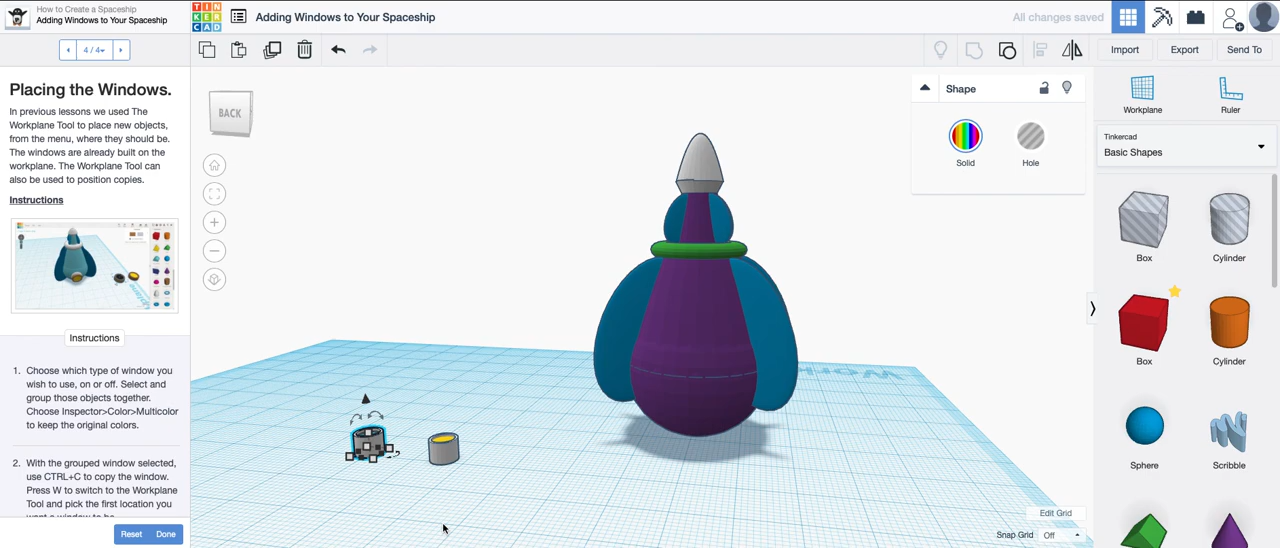 How to Create a Spaceship
Adding Windows to Your Spaceship
TIN
KER
CAD
Adding Windows to Your Spaceship
All changes saved
4 / 4
Import
Export
Send To
Placing the Windows.
In previous lessons we used The
Workplane Tool to place new objects,
from the menu, where they should be.
The windows are already built on the
workplane. The Workplane Tool can
also be used to position copies.
Instructions
Instructions
1. Choose which type of window you
wish to use, on or off. Select and
group those objects together.
Choose Inspector>Color>Multicolor
to keep the original colors.
2. With the grouped window selected,
use CTRL+C to copy the window.
Press W to switch to the Workplane
Tool and pick the first location you
want a window to be
Reset
Done
BACK
Shape
Solid
Hole
Workplane
Ruler
Tinkercad
Basic Shapes
Box
Cylinder
Box
Cylinder
Sphere
Scribble
Edit Grid
Snap Grid
Off